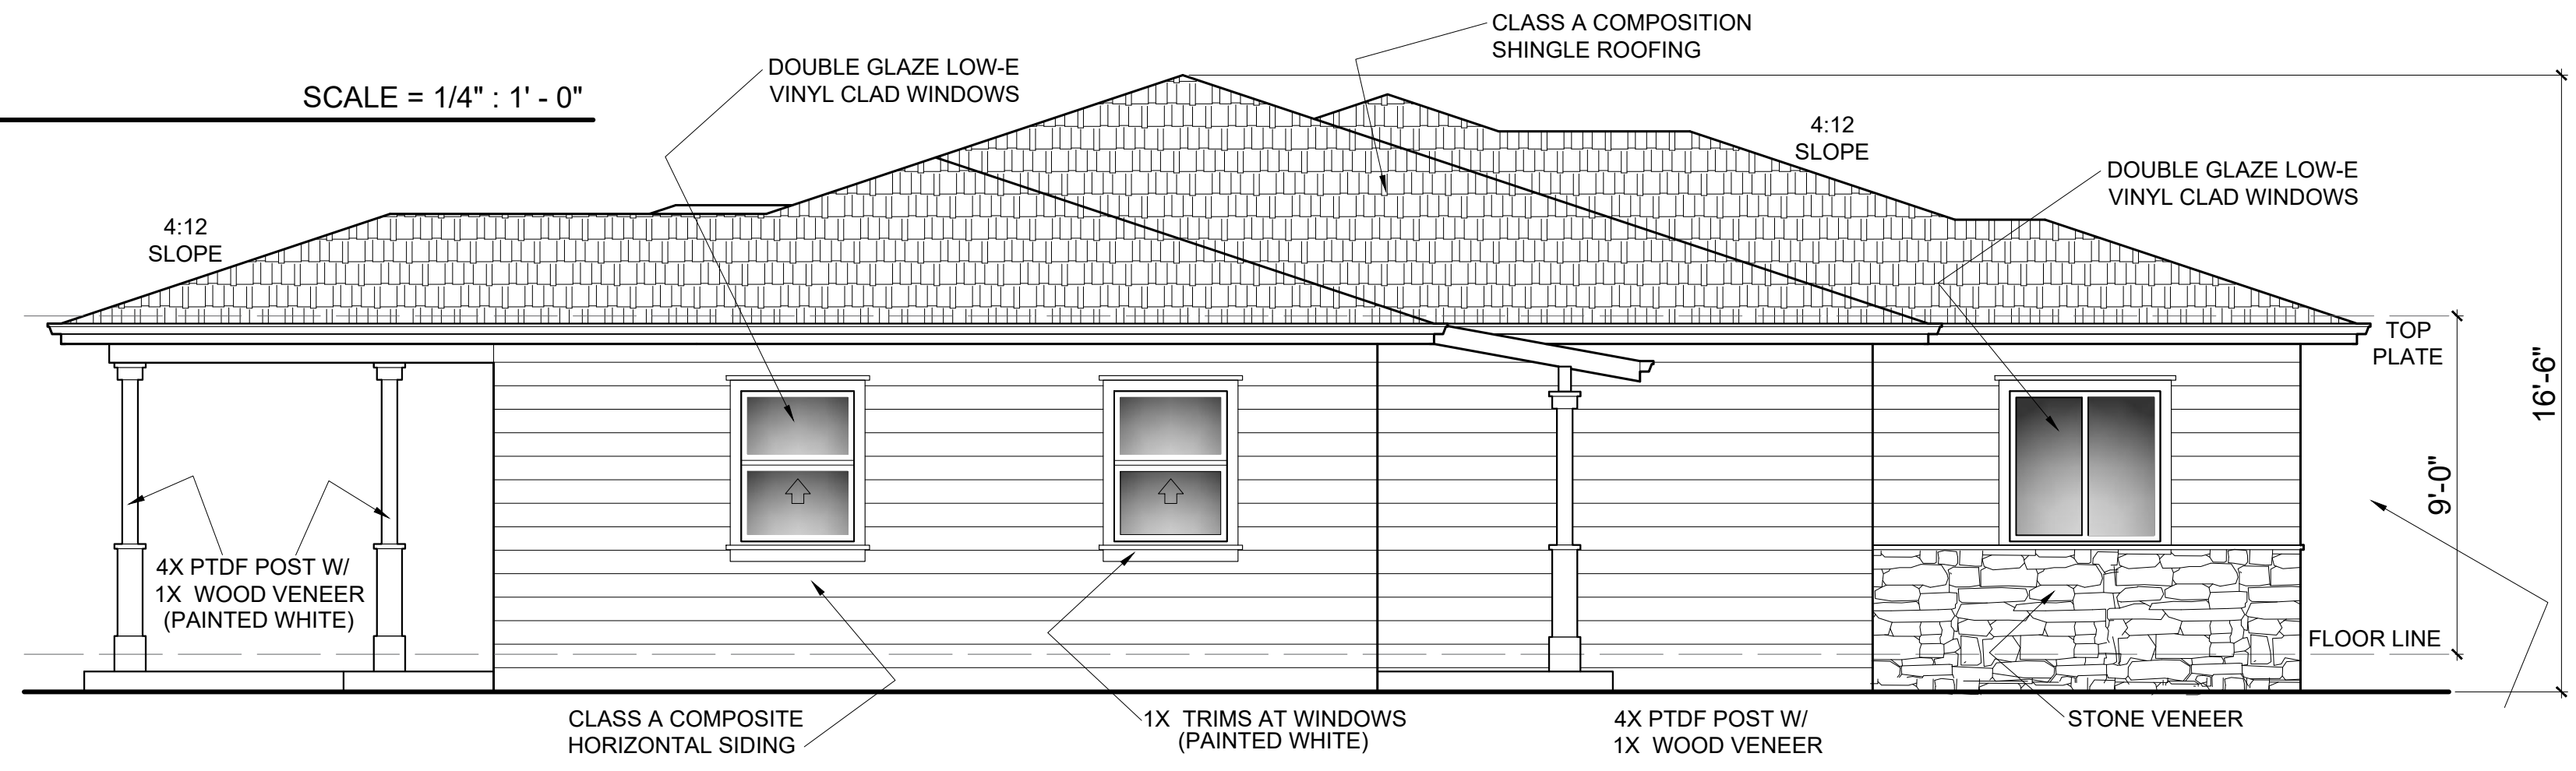 CLASS A COMPOSITION
SHINGLE ROOFING
DOUBLE GLAZE LOW-E
VINYL CLAD WINDOWS
SCALE = 1/4" : 1' - 0"
4:12
SLOPE
DOUBLE GLAZE LOW-E
VINYL CLAD WINDOWS
4:12
SLOPE
TOP
PLATE
16'-6"
9'-0"
4X PTDF POST W/
1X WOOD VENEER
(PAINTED WHITE)
FLOOR LINE
CLASS A COMPOSITE
HORIZONTAL SIDING
1X TRIMS AT WINDOWS
(PAINTED WHITE)
4X PTDF POST W/
1X WOOD VENEER
STONE VENEER